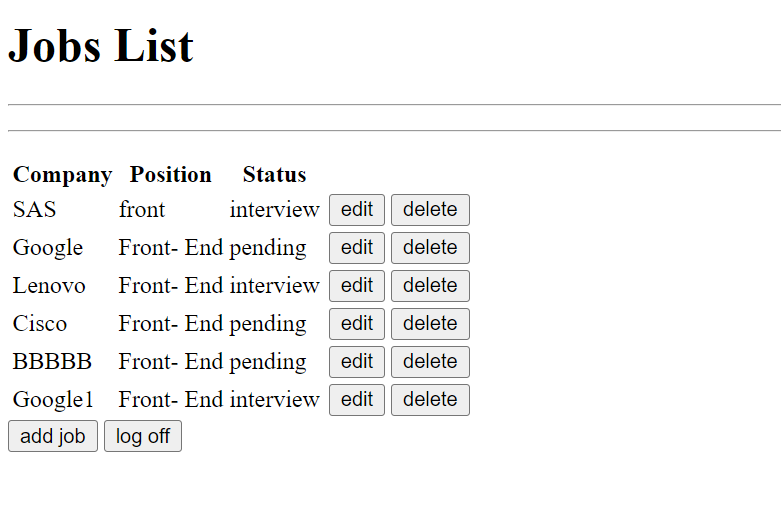 Jobs List
Company Position Status
SAS front interview edit delete
Google Front- End pending edit delete
Lenovo Front- End interview edit delete
Cisco Front- End pending edit delete
BBBBB Front- End pending edit delete
Google1 Front- End interview edit delete
add job log off